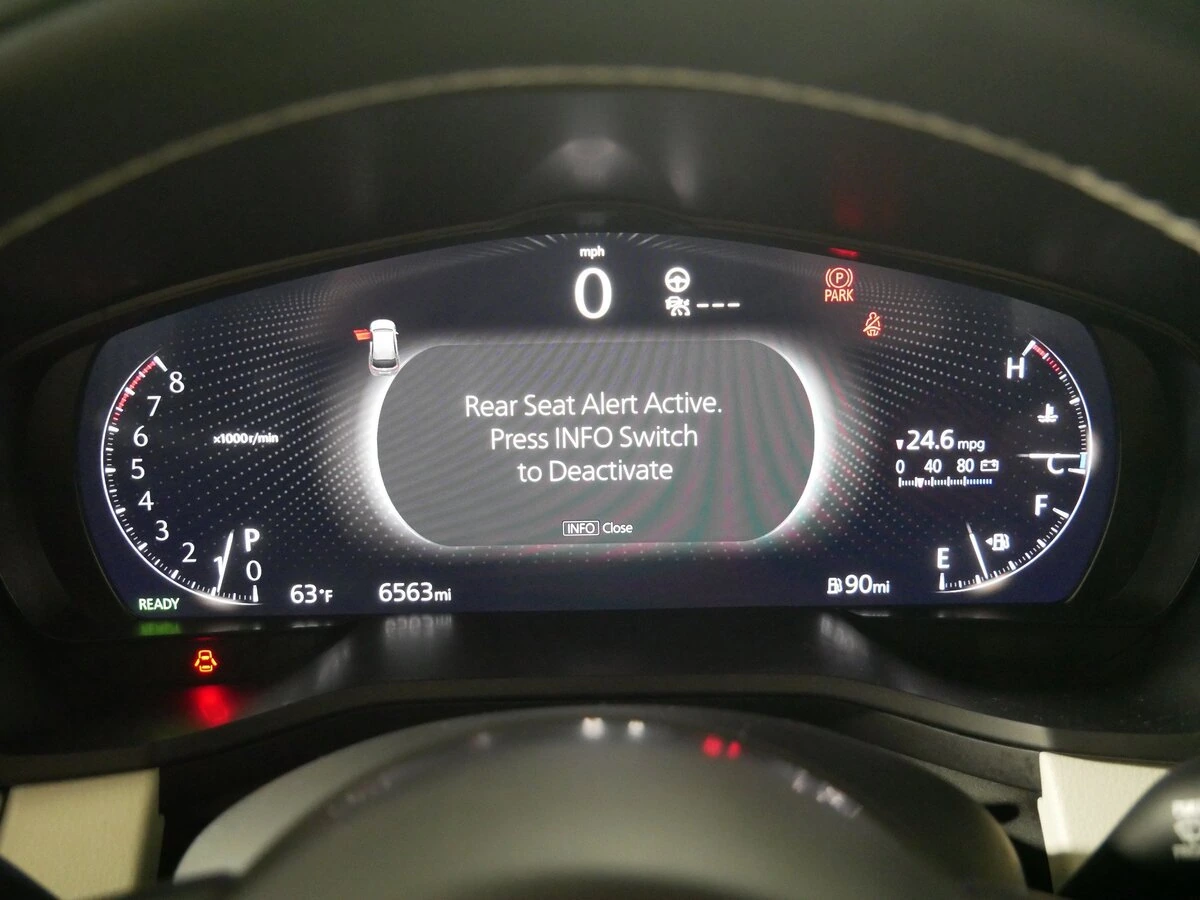 mph
0
P
PARK
8
7
6
5
4
3
2
1
0
x1000r/min
P
Rear Seat Alert Active.
Press INFO Switch
to Deactivate
INFO Close
H
C
24.6 mpg
0 40 80
F
E
READY
63°F
6563mi
90mi